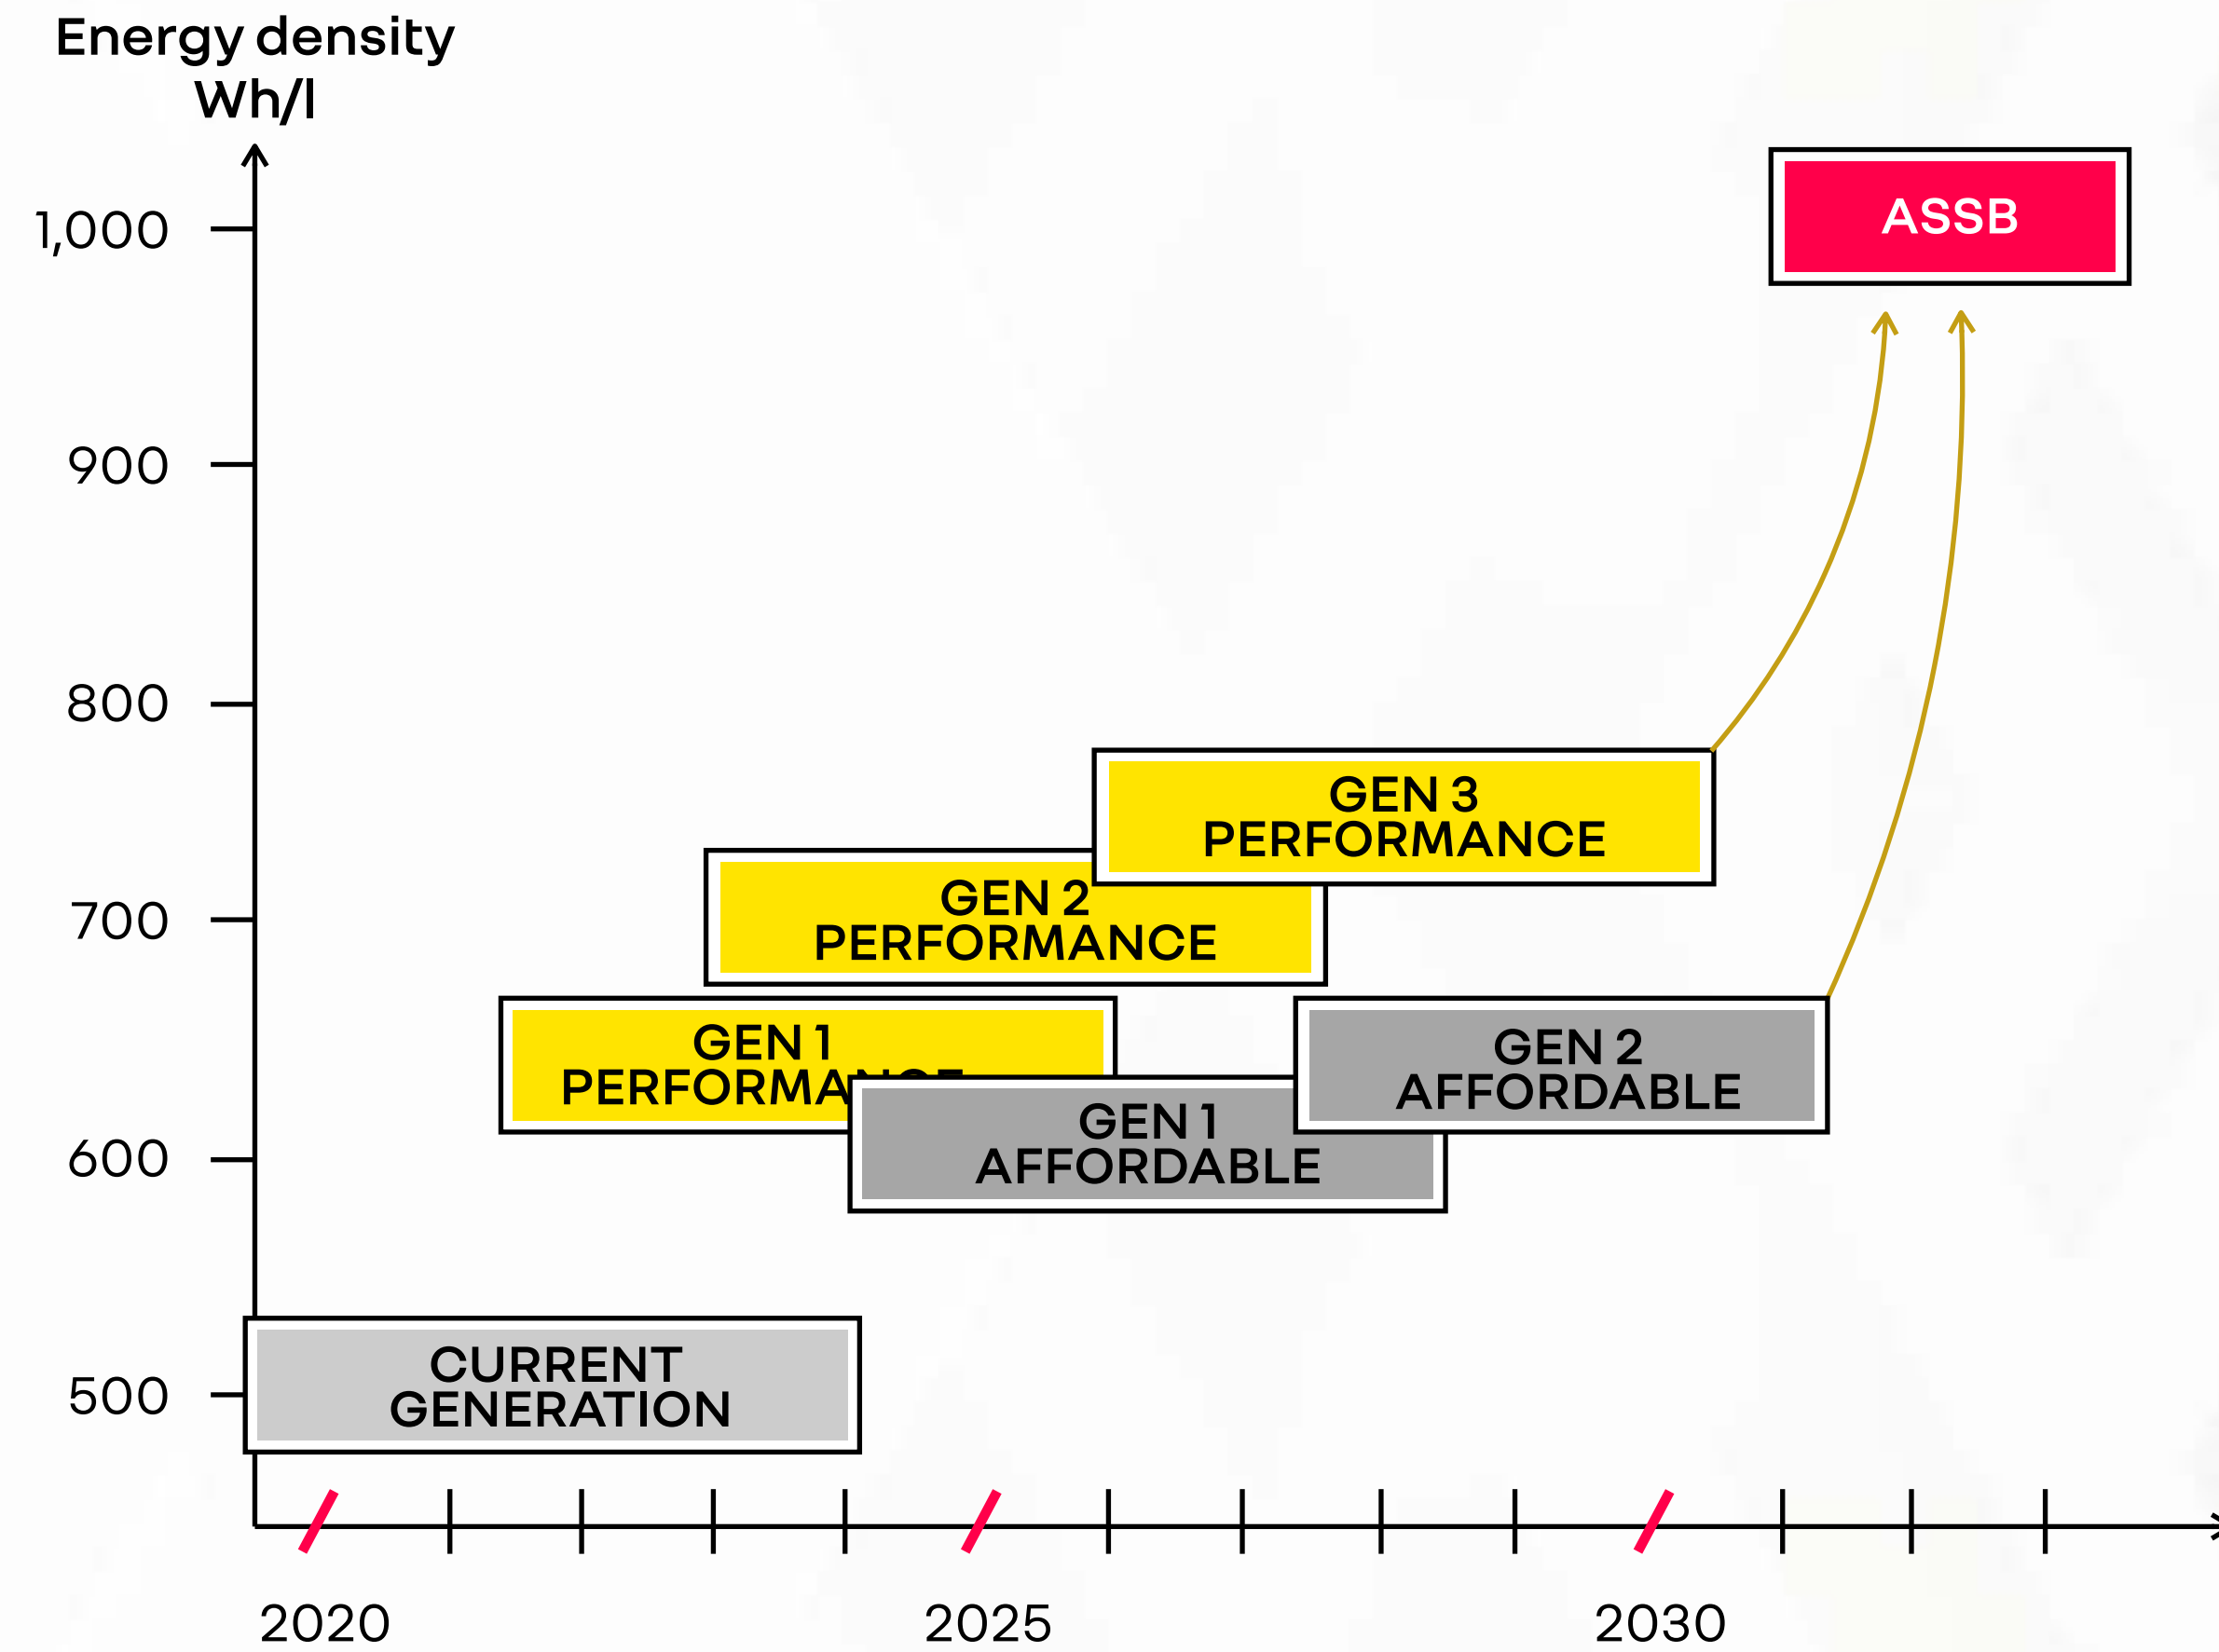 Energy density
Wh/l
1,000
ASSB
900
800
GEN 3
PERFORMANCE
700
GEN 2
PERFORMANCE
GEN 1
PERFORMANCE
GEN 2
AFFORDABLE
600
GEN 1
AFFORDABLE
500
CURRENT
GENERATION
2020
2025
2030